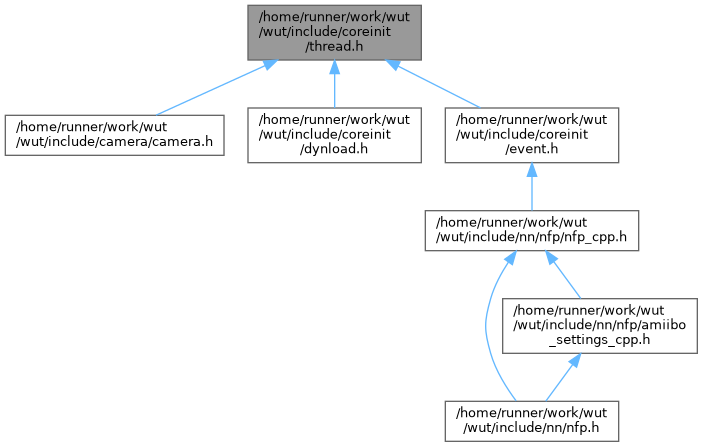 /home/runner/work/wut
/wut/include/coreinit
/thread.h
/home/runner/work/wut
/wut/include/camera/camera.h
/home/runner/work/wut
/wut/include/coreinit
/dynload.h
/home/runner/work/wut
/wut/include/coreinit
/event.h
/home/runner/work/wut
/wut/include/nn/nfp/nfp_cpp.h
/home/runner/work/wut
/wut/include/nn/nfp/amiibo
_settings_cpp.h
/home/runner/work/wut
/wut/include/nn/nfp.h